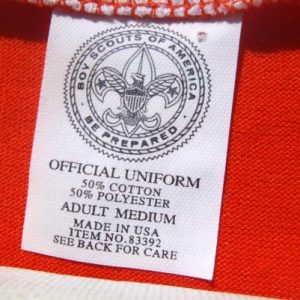 BOY SCOUTS OF AMERICA
BE PREPARED
OFFICIAL UNIFORM
50% COTTON
50% POLYESTER
ADULT MEDIUM
MADE IN USA
ITEM NO. 83392
SEE BACK FOR CARE